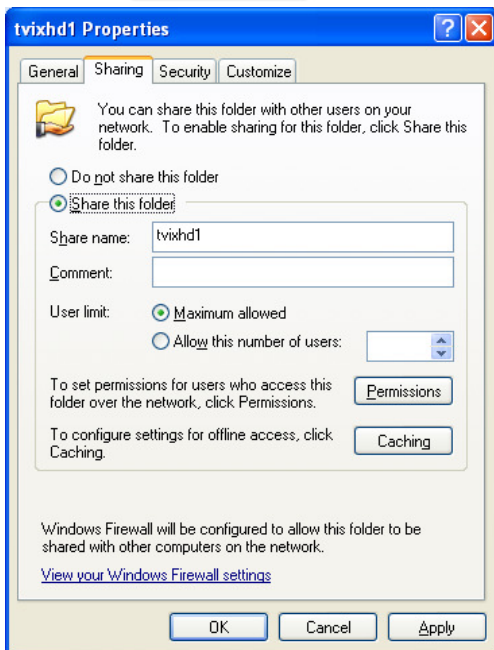 tvixhd1 Properties
General Sharing Security Customize
You can share this folder with other users on your
network. To enable sharing for this folder, click Share this
folder.
Do not share this folder
Share this folder
Share name: tvixhd1
Comment:
User limit: Maximum allowed
Allow this number of users:
To set permissions for users who access this
folder over the network, click Permissions.
Permissions
To configure settings for offline access, click
Caching.
Caching
Windows Firewall will be configured to allow this folder to be
shared with other computers on the network.
View your Windows Firewall settings
OK Cancel Apply